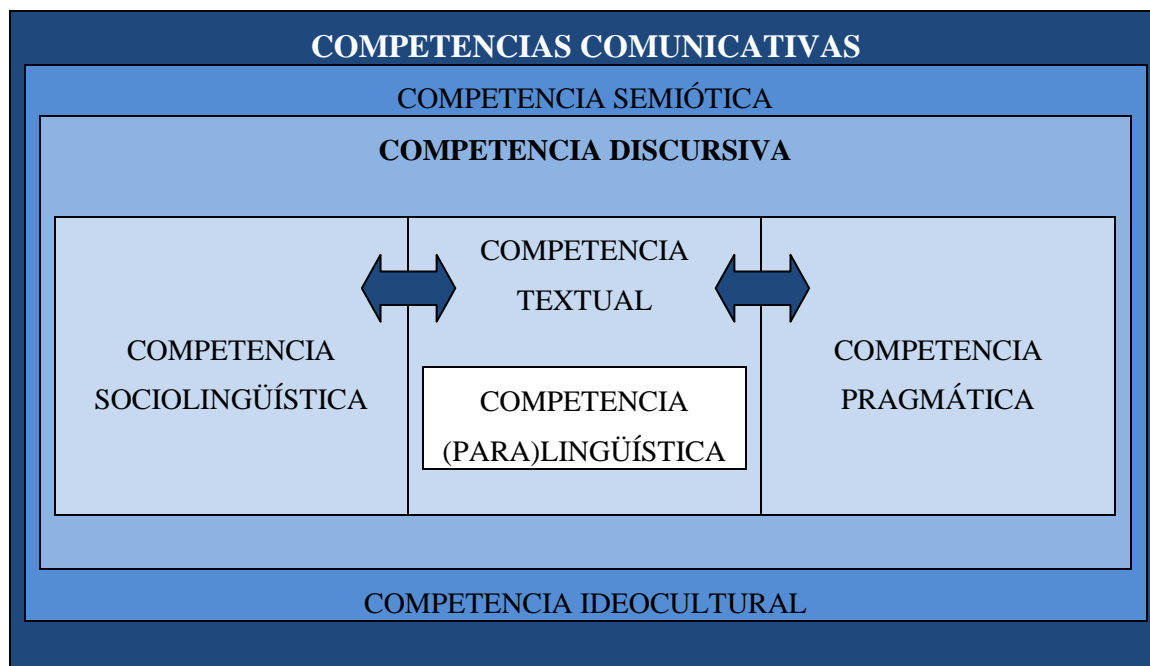 COMPETENCIAS COMUNICATIVAS
COMPETENCIA SEMIÓTICA
COMPETENCIA DISCURSIVA
COMPETENCIA
SOCIOLINGÜÍSTICA
COMPETENCIA
TEXTUAL
COMPETENCIA
(PARA)LINGÜÍSTICA
COMPETENCIA
PRAGMÁTICA
COMPETENCIA IDEOCULTURAL